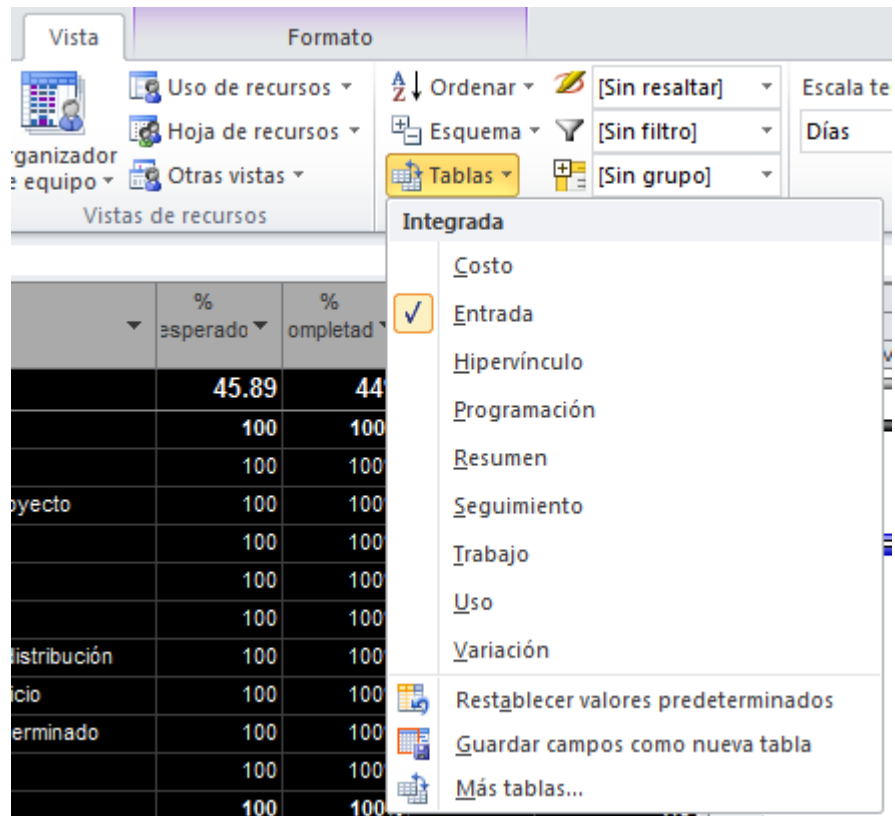 Vista Formato
Uso de recursos Ordenar [Sin resaltar] Escala te
Hoja de recursos Esquema [Sin filtro] Días
rganizador
e equipo Otras vistas Tablas [Sin grupo]
Vistas de recursos
Integrada
Costo
% esperado % ompletad
Entrada
Hipervínculo
45.89 44
Programación
100 100
Resumen
100 100
oyecto 100 100
Seguimiento
100 100
Trabajo
100 100
Uso
100 100
Variación
distribución 100 100
icio 100 100
Restablecer valores predeterminados
erminado 100 100
Guardar campos como nueva tabla
100 100
Más tablas...
100 100%